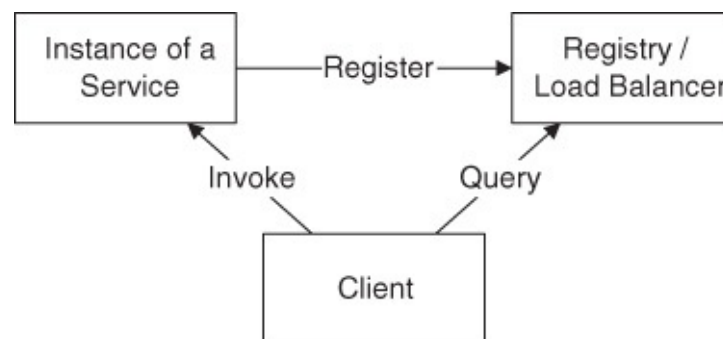 Instance of a
Service
Register
Registry /
Load Balancer
Invoke
Query
Client